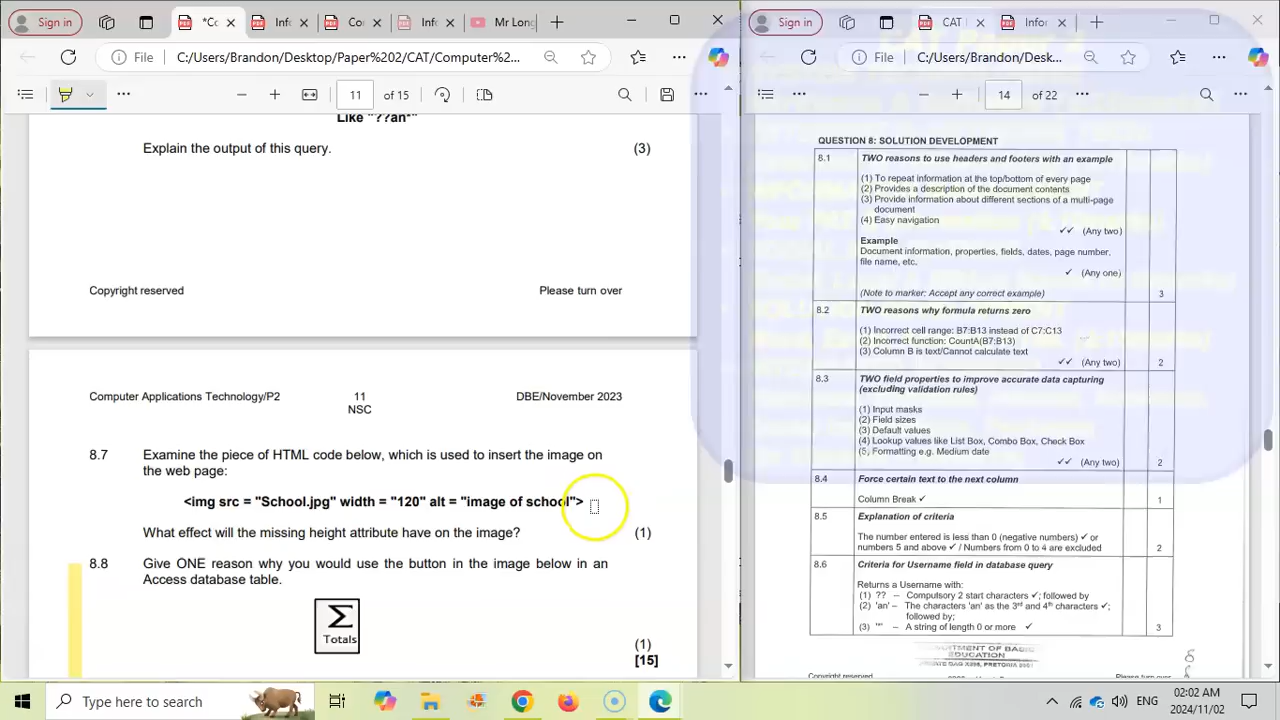 Sign in
*Cc
Info
Co
Info
Mr Lon
File
C:/Users/Brandon/Desktop/Paper%202/CAT/Computer%2...
11 of 15
Like "??an*"
Explain the output of this query. (3)
Copyright reserved Please turn over
Computer Applications Technology/P2 11 DBE/November 2023
NSC
8.7 Examine the piece of HTML code below, which is used to insert the image on
the web page:
<img src = "School.jpg" width = "120" alt = "image of school">
What effect will the missing height attribute have on the image? (1)
8.8 Give ONE reason why you would use the button in the image below in an
Access database table.
Σ
Totals
(1)
[15]
Sign in
CAT
Infor
File
C:/Users/Brandon/Desktop/...
14 of 22
QUESTION 8: SOLUTION DEVELOPMENT
8.1 TWO reasons to use headers and footers with an example
(1) To repeat information at the top/bottom of every page
(2) Provides a description of the document contents
(3) Provide information about different sections of a multi-page
document
(4) Easy navigation
✓✓ (Any two)
Example
Document information, properties, fields, dates, page number,
file name, etc.
✓ (Any one)
(Note to marker: Accept any correct example) 3
8.2 TWO reasons why formula returns zero
(1) Incorrect cell range: B7:B13 instead of C7:C13
(2) Incorrect function: CountA(B7:B13)
(3) Column B is text/Cannot calculate text
✓✓ (Any two) 2
8.3 TWO field properties to improve accurate data capturing
(excluding validation rules)
(1) Input masks
(2) Field sizes
(3) Default values
(4) Lookup values like List Box, Combo Box, Check Box
(5) Formatting e.g. Medium date
✓✓ (Any two) 2
8.4 Force certain text to the next column
Column Break ✓ 1
8.5 Explanation of criteria
The number entered is less than 0 (negative numbers) ✓ or
numbers 5 and above ✓ / Numbers from 0 to 4 are excluded 2
8.6 Criteria for Username field in database query
Returns a Username with:
(1) ?? – Compulsory 2 start characters ✓; followed by
(2) 'an' – The characters 'an' as the 3rd and 4th characters ✓;
followed by;
(3) '*' – A string of length 0 or more ✓ 3
EDUCATION
Copyright reserved Please turn over
Type here to search
ENG
02:02 AM
2024/11/02